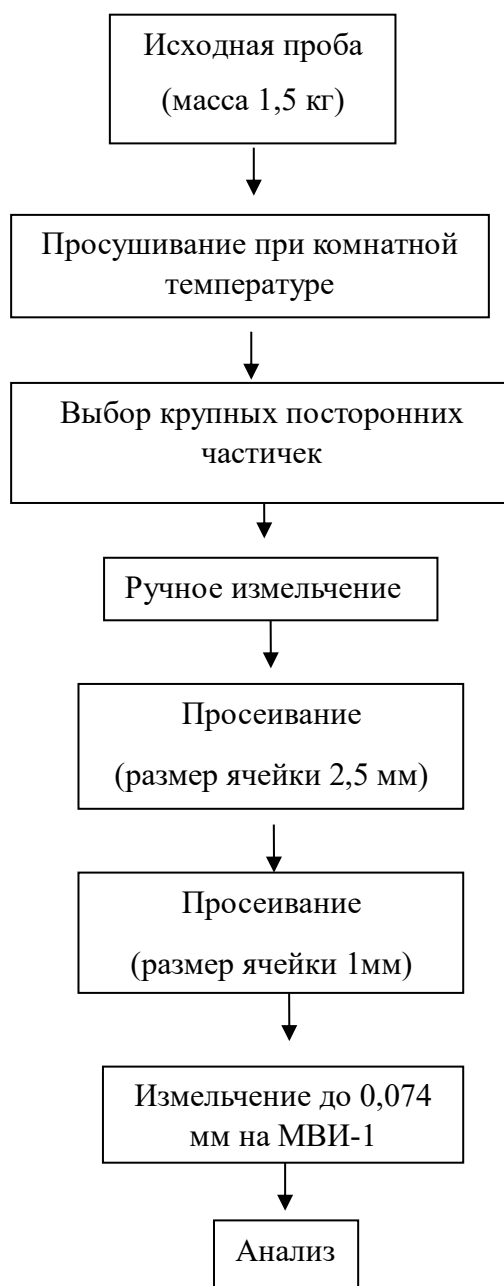 Исходная проба
(масса 1,5 кг)
Просушивание при комнатной
температуре
Выбор крупных посторонних
частичек
Ручное измельчение
Просеивание
(размер ячейки 2,5 мм)
Просеивание
(размер ячейки 1мм)
Измельчение до 0,074
мм на МВИ-1
Анализ